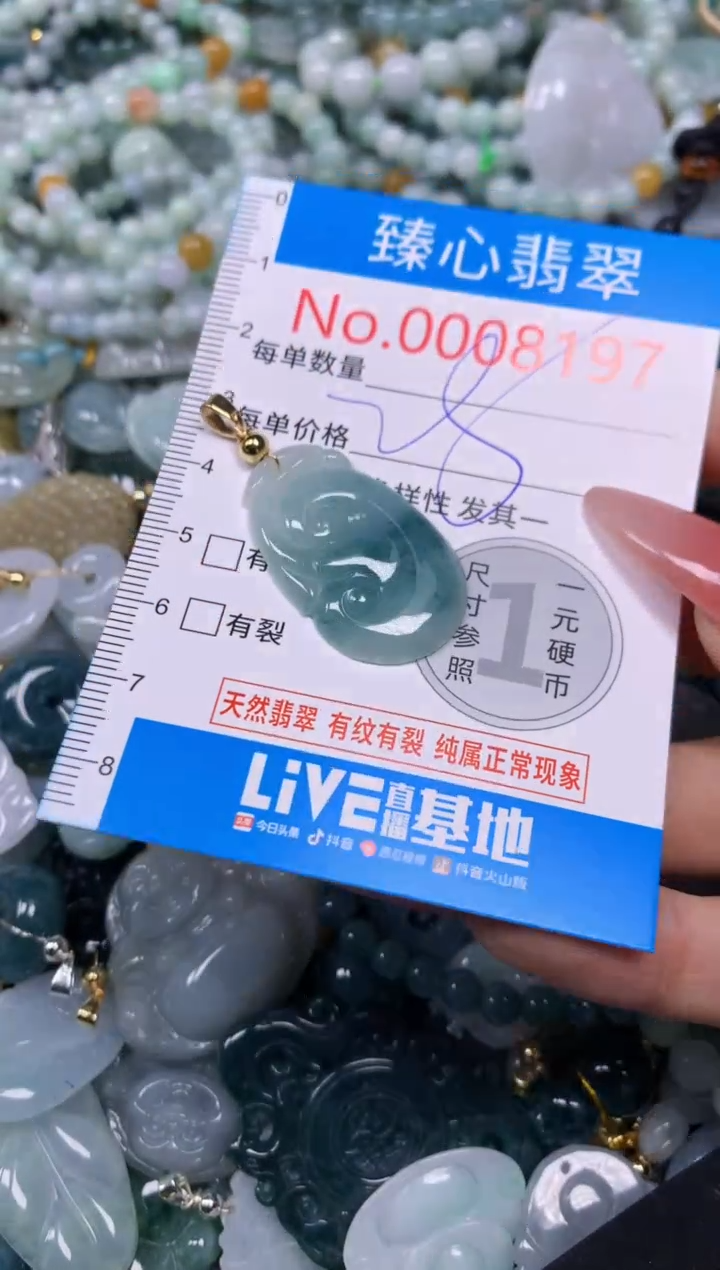 0
1
2
3
4
5
6
7
8
臻心翡翠
No.0008197
每单数量
每单价格
28
样性 发其一
有
有裂
尺寸参照
1
一元硬币
天然翡翠 有纹有裂 纯属正常现象
LiVE直播基地
今日头条 抖音 抖音火山版